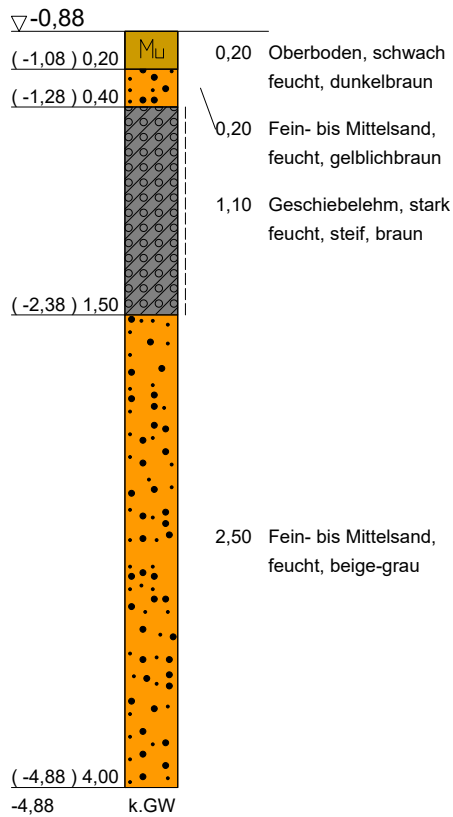 -0,88
Mu
0,20 Oberboden, schwach
(-1,08) 0,20
feucht, dunkelbraun
(-1,28) 0,40
0,20 Fein- bis Mittelsand,
feucht, gelblichbraun
1,10 Geschiebelehm, stark
feucht, steif, braun
(-2,38) 1,50
2,50 Fein- bis Mittelsand,
feucht, beige-grau
(-4,88) 4,00
-4,88 k.GW